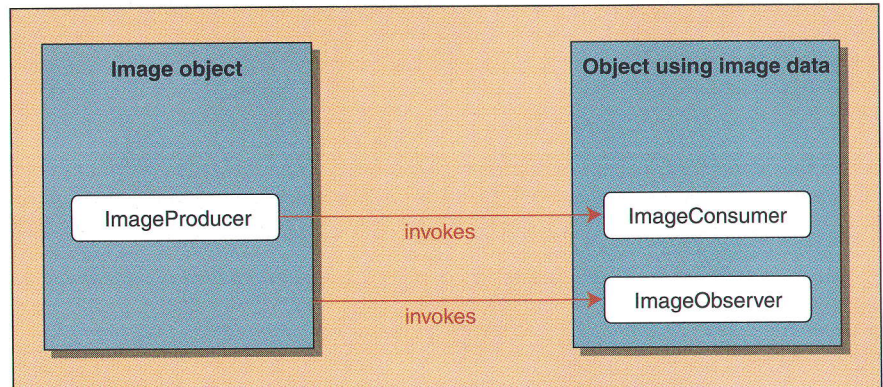 Image object
Object using image data
ImageProducer
invokes
ImageConsumer
invokes
ImageObserver